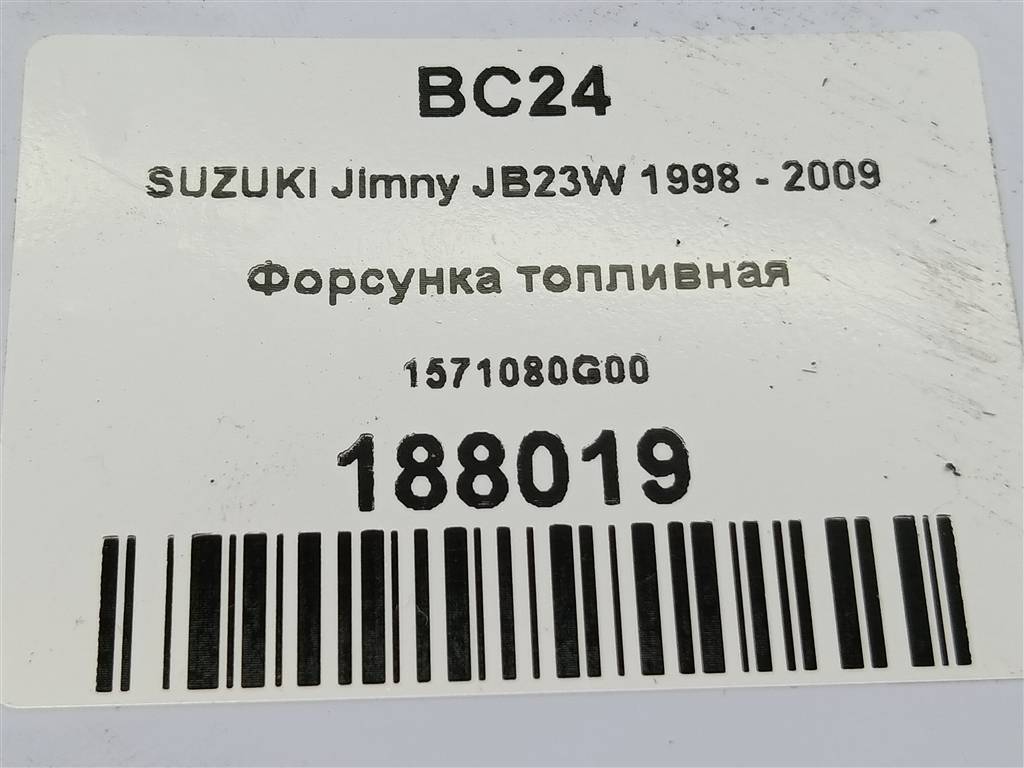 BC24
SUZUKI Jimny JB23W 1998 - 2009
Форсунка топливная
1571080G00
188019